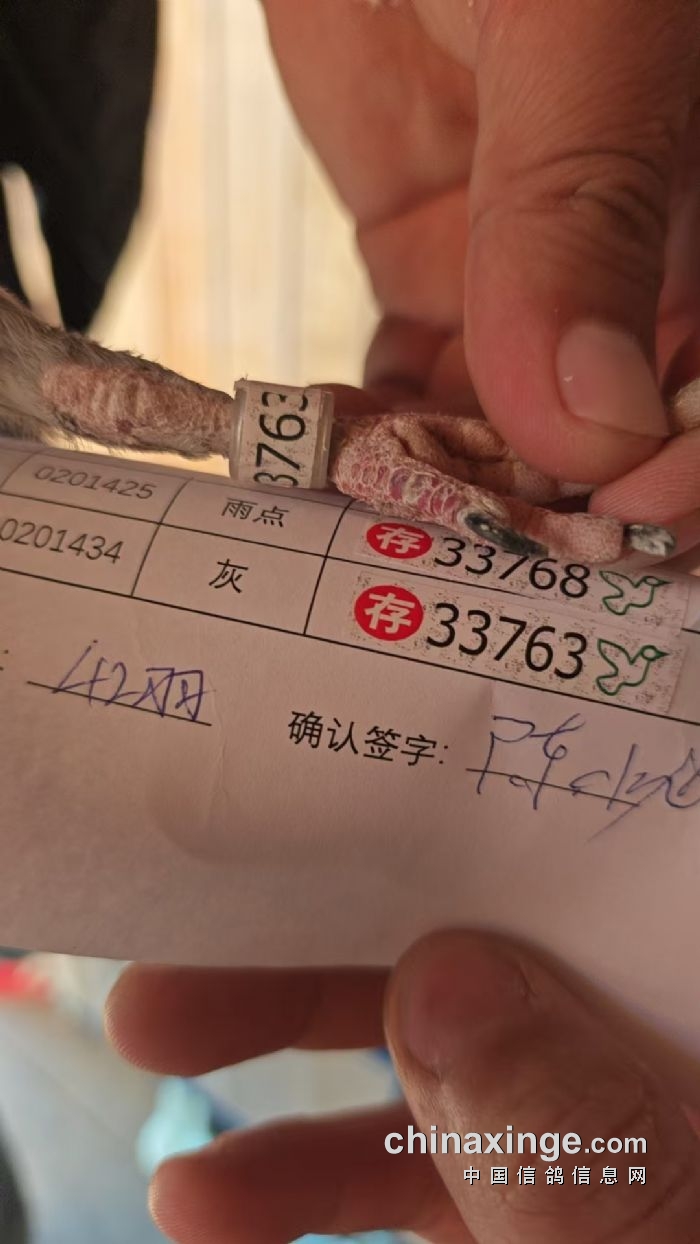 3763
0201425 雨点 存 33768
0201434 灰 存 33763
确认签字:
chinaxinge.com
中国信鸽信息网